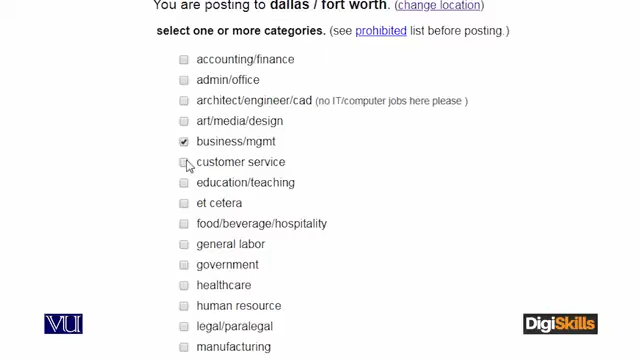 You are posting to dallas / fort worth. (change location)
select one or more categories. (see prohibited list before posting.)
accounting/finance
admin/office
architect/engineer/cad (no IT/computer jobs here please )
art/media/design
business/mgmt
customer service
education/teaching
et cetera
food/beverage/hospitality
general labor
government
healthcare
human resource
legal/paralegal
manufacturing
VU
DigiSkills